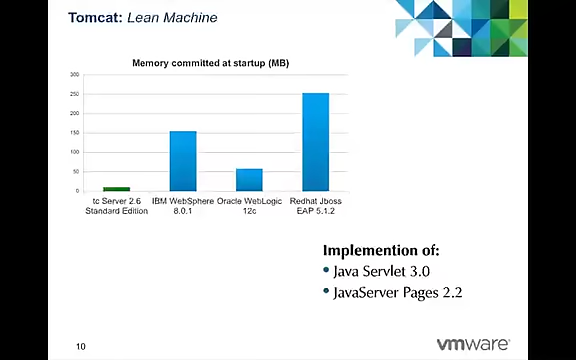 Tomcat: Lean Machine
Memory committed at startup (MB)
300
250
200
150
100
50
0
tc Server 2.6 IBM WebSphere Oracle WebLogic Redhat Jboss
Standard Edition 8.0.1 12c EAP 5.1.2
Implemention of:
• Java Servlet 3.0
• JavaServer Pages 2.2
10
vmware